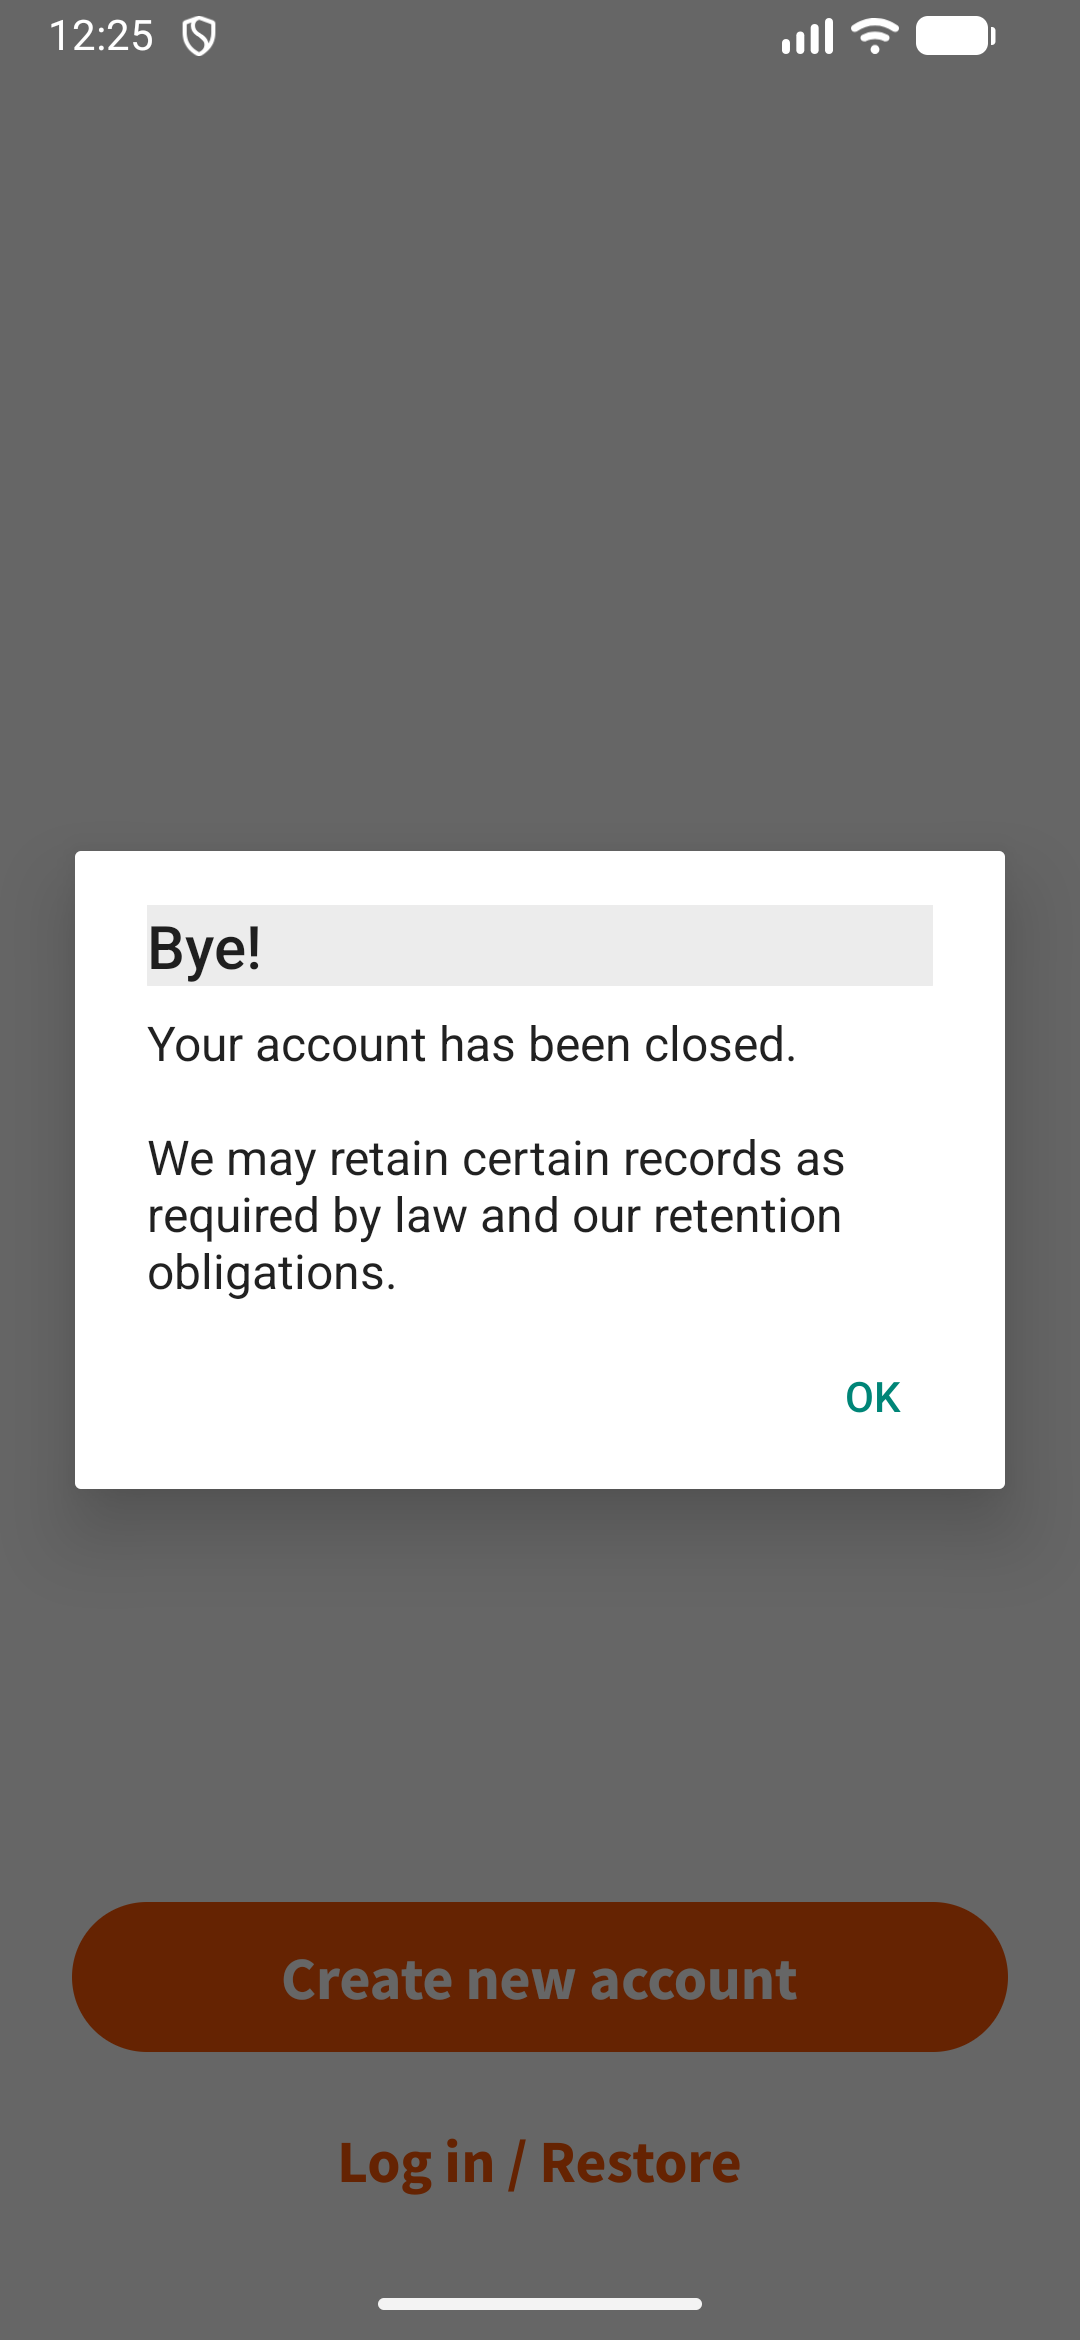 12:25
Bye!
Your account has been closed.
We may retain certain records as
required by law and our retention
obligations.
OK
Create new account
Log in / Restore